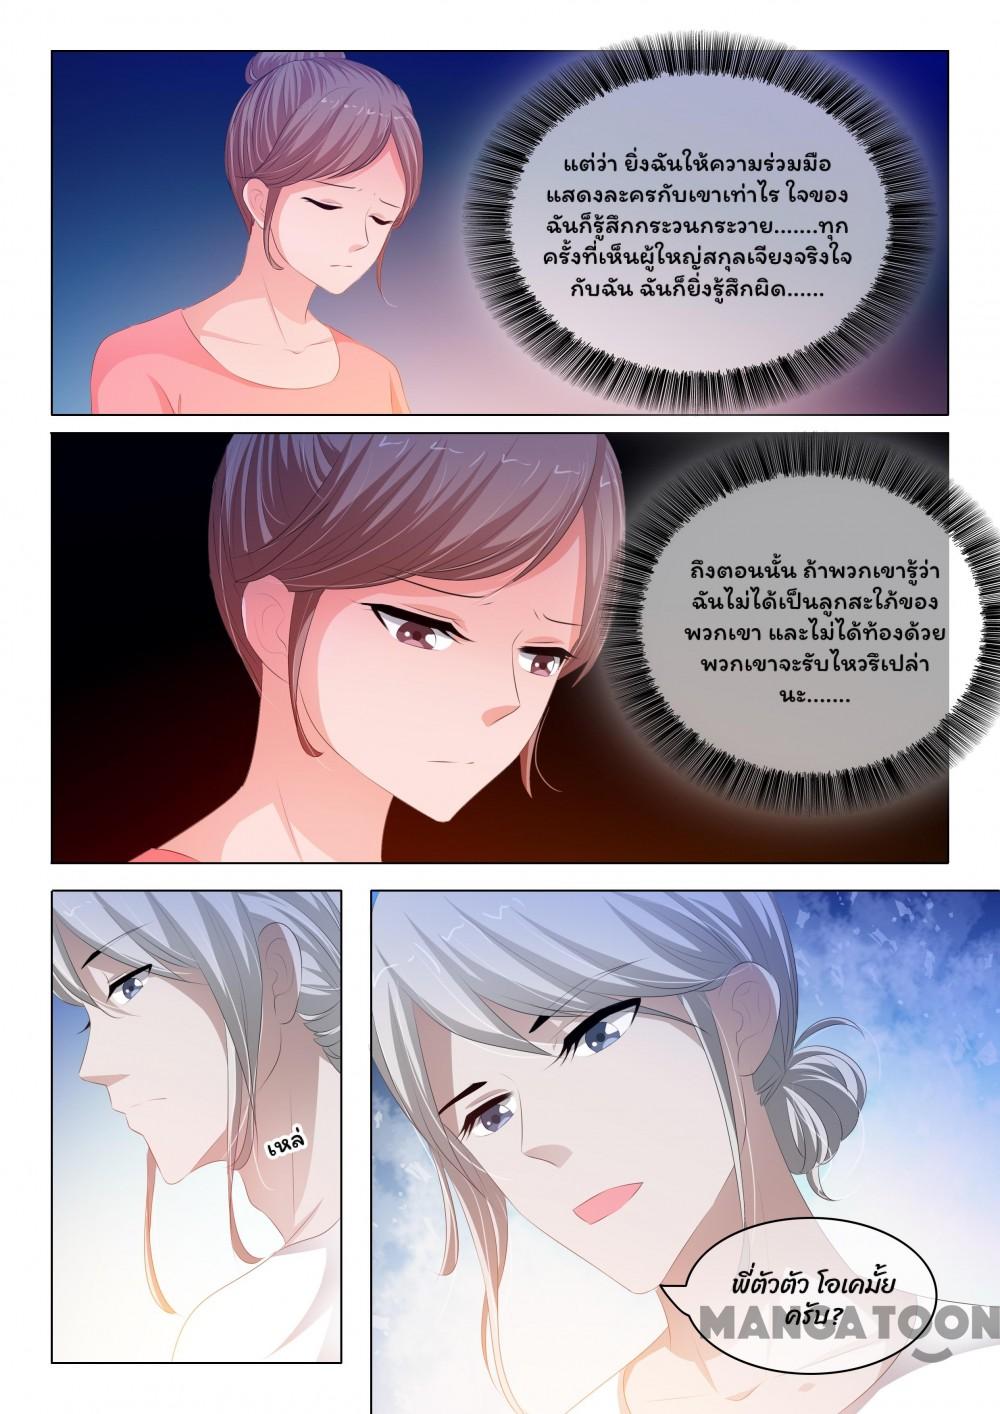 แต่ว่า ยิ่งฉันให้ความร่วมมือ
แสดงละครกับเขาเท่าไร ใจของ
ฉันก็รู้สึกกระวนกระวาย.......ทุก
ครั้งที่เห็นผู้ใหญ่สกุลเจียงจริงใจ
กับฉัน ฉันก็ยิ่งรู้สึกผิด......
ถึงตอนนั้น ถ้าพวกเขารู้ว่า
ฉันไม่ได้เป็นลูกสะใภ้ของ
พวกเขา และไม่ได้ท้องด้วย
พวกเขาจะรับไหวรึเปล่า
นะ.......
เหล่
พี่ตัวตัว โอเคมั้ย
ครับ?
MANGATOON